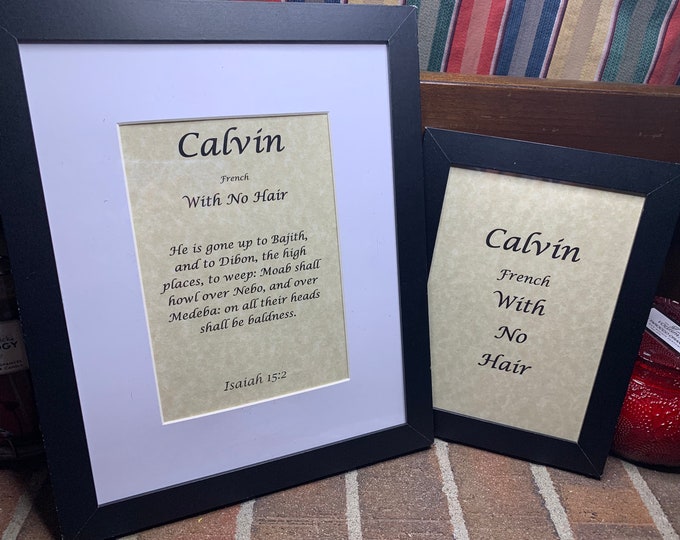 Calvin
French
With No Hair
He is gone up to Bajith,
and to Dibon, the high
places, to weep: Moab shall
howl over Nebo, and over
Medeba: on all their heads
shall be baldness.
Isaiah 15:2
Calvin
French
With
No
Hair